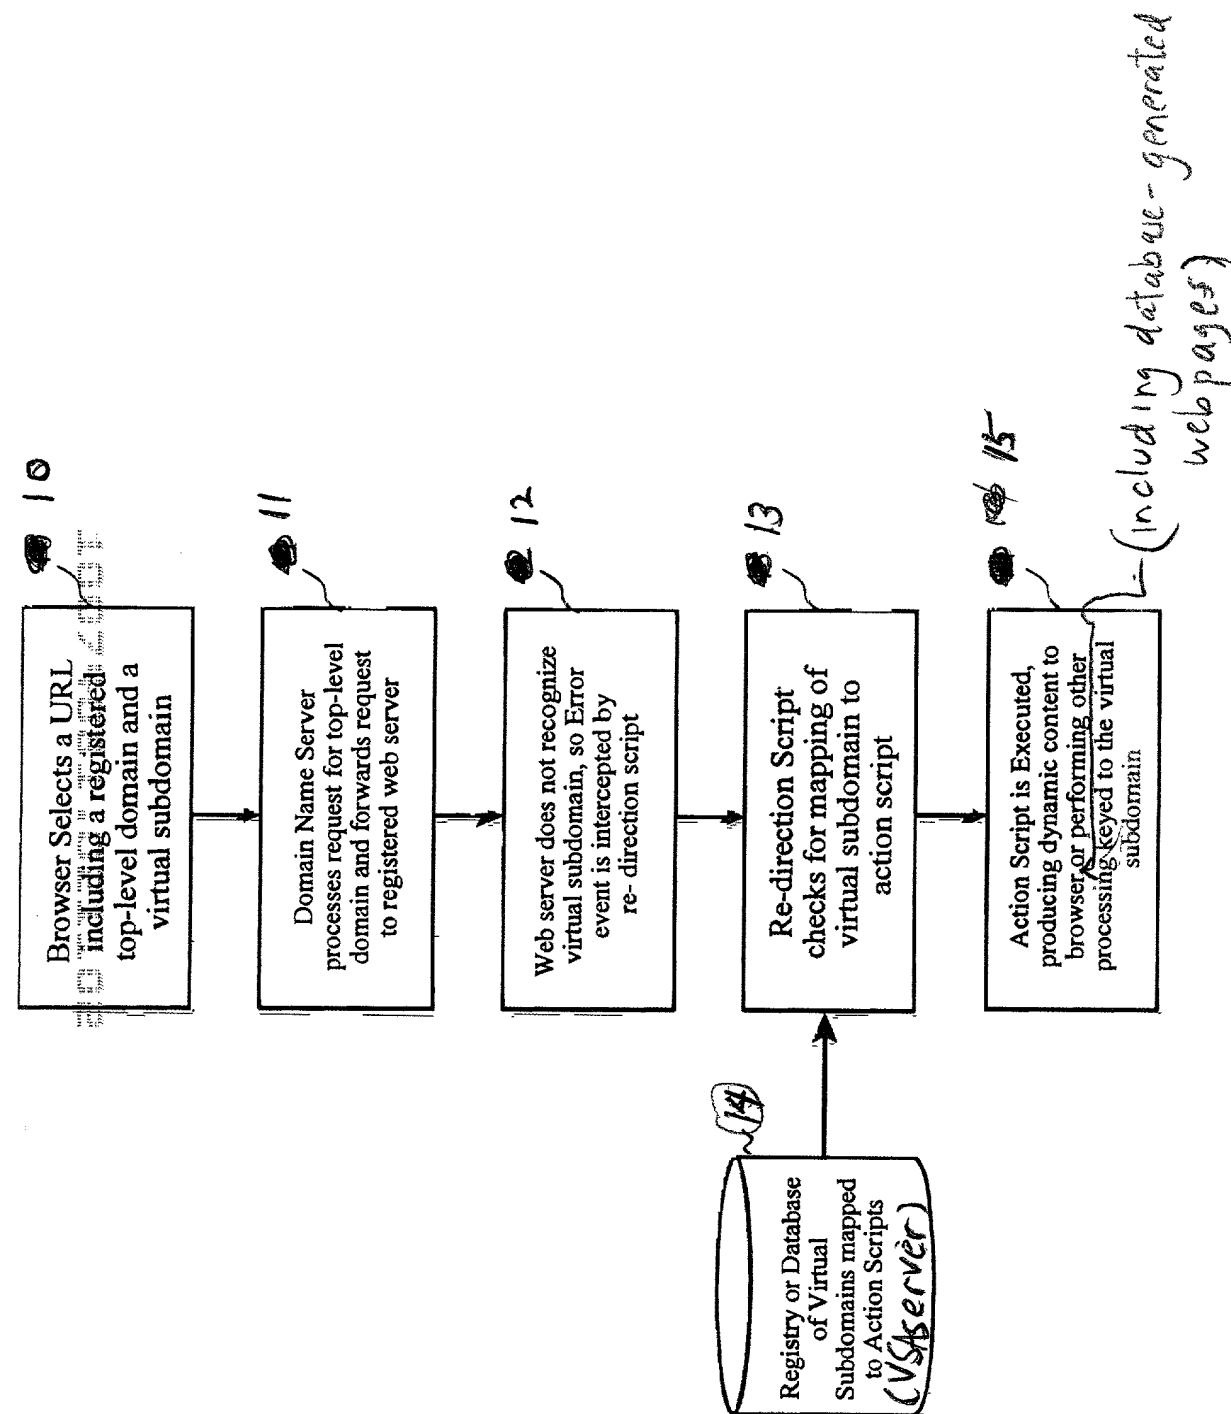 10
Browser Selects a URL
including a registered
top-level domain and a
virtual subdomain
11
Domain Name Server
processes request for top-level
domain and forwards request
to registered web server
12
Web server does not recognize
virtual subdomain, so Error
event is intercepted by
re- direction script
13
Re-direction Script
checks for mapping of
virtual subdomain to
action script
14
Registry or Database
of Virtual
Subdomains mapped
to Action Scripts
(VSAserver)
15
Action Script is Executed,
producing dynamic content to
browser, or performing other
processing keyed to the virtual
subdomain
(including database-generated
webpages)